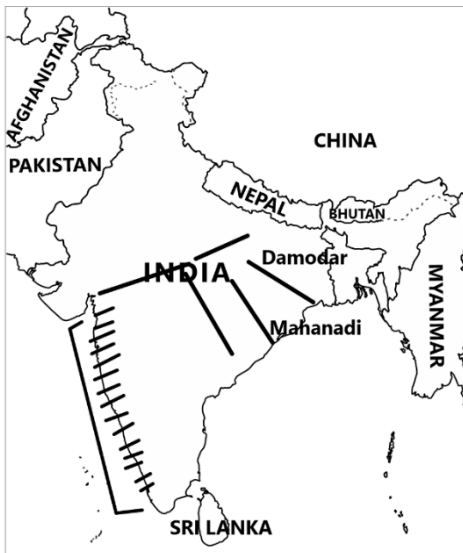 AFGHANISTAN
CHINA
PAKISTAN
NEPAL
BHUTAN
INDIA
Damodar
MYANMAR
Mahanadi
SRI LANKA